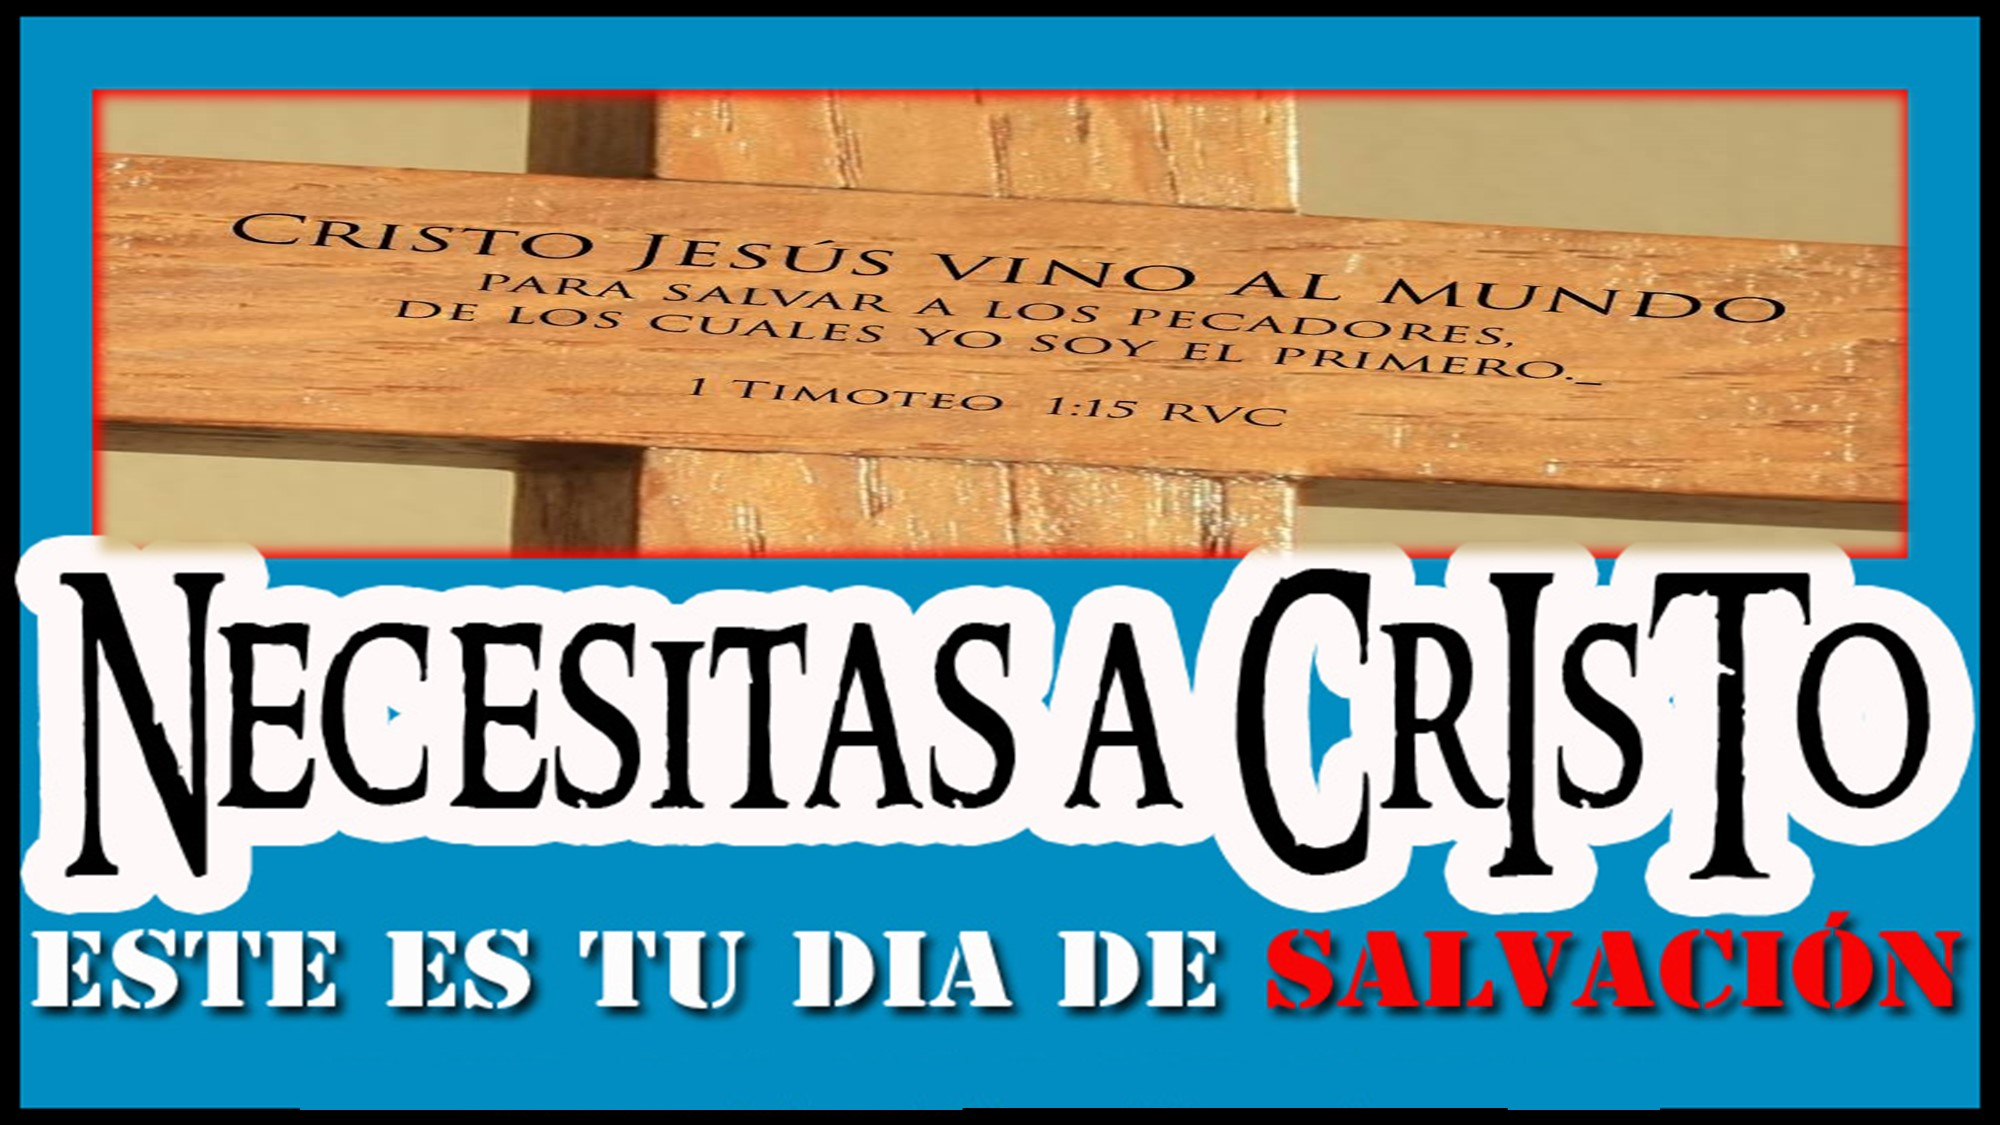 CRISTO JESÚS VINO AL MUNDO
PARA SALVAR A LOS PECADORES,
DE LOS CUALES YO SOY EL PRIMERO._
1 TIMOTEO 1:15 RVC
NECESITAS A CRISTO
ESTE ES TU DIA DE SALVACIÓN